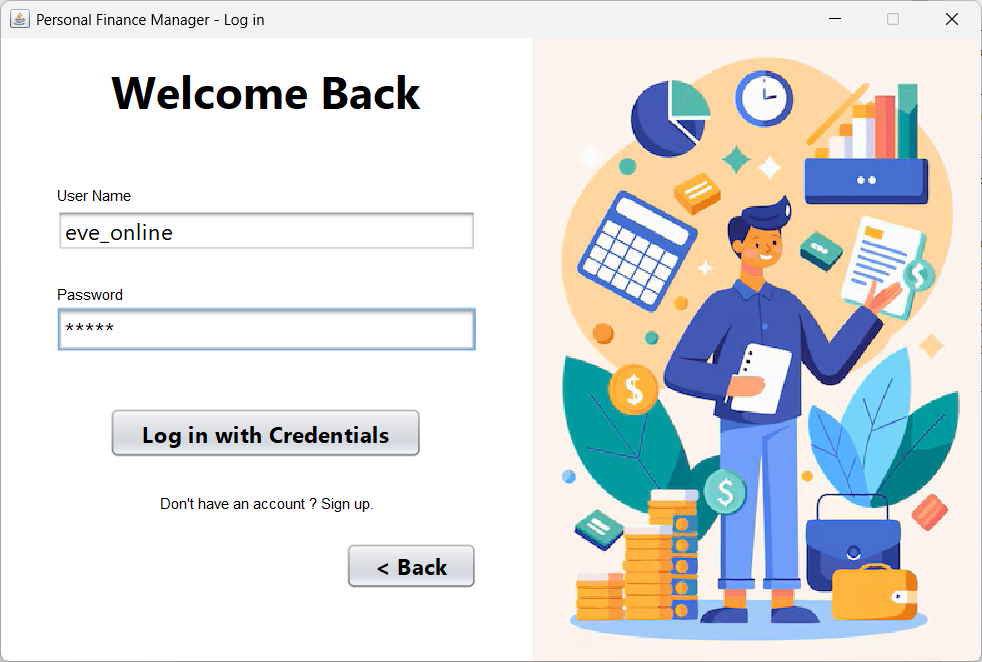 Personal Finance Manager - Log in
Welcome Back
User Name
eve_online
Password
*****
Log in with Credentials
Don't have an account ? Sign up.
< Back
$
$
$